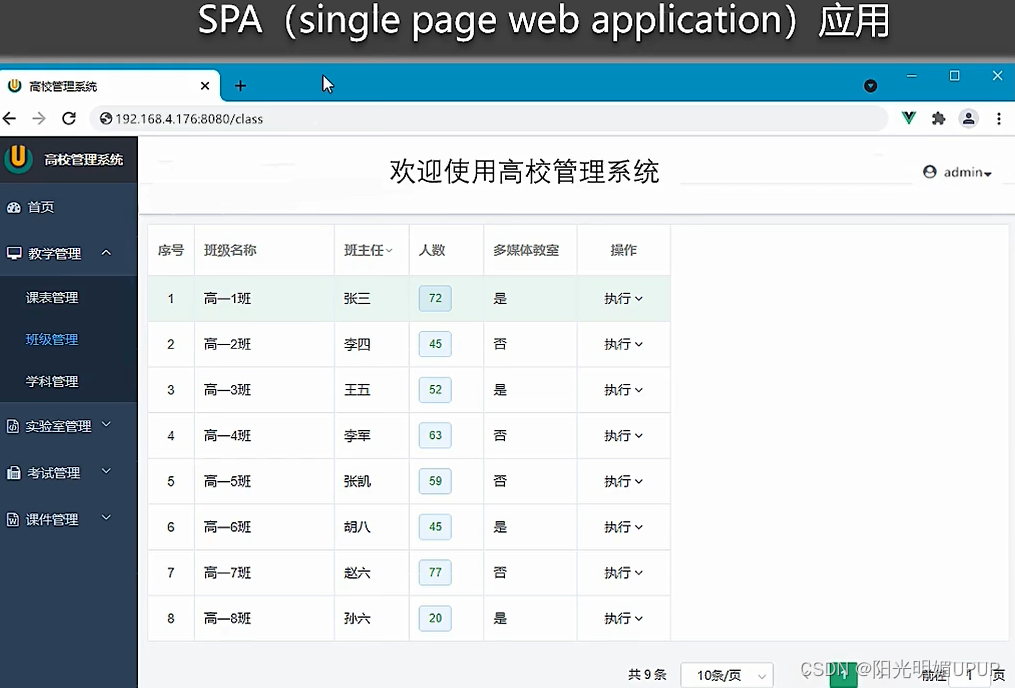 SPA（single page web application）应用
高校管理系统
192.168.4.176:8080/class
高校管理系统
欢迎使用高校管理系统
admin
首页
教学管理
课表管理
班级管理
学科管理
实验室管理
考试管理
课件管理
序号 班级名称 班主任 人数 多媒体教室 操作
1 高一1班 张三 72 是 执行
2 高一2班 李四 45 否 执行
3 高一3班 王五 52 是 执行
4 高一4班 李军 63 否 执行
5 高一5班 张凯 59 否 执行
6 高一6班 胡八 45 是 执行
7 高一7班 赵六 77 否 执行
8 高一8班 孙六 20 是 执行
共 9 条 10条/页 前往 1 页
CSDN @阳光明媚UPUP